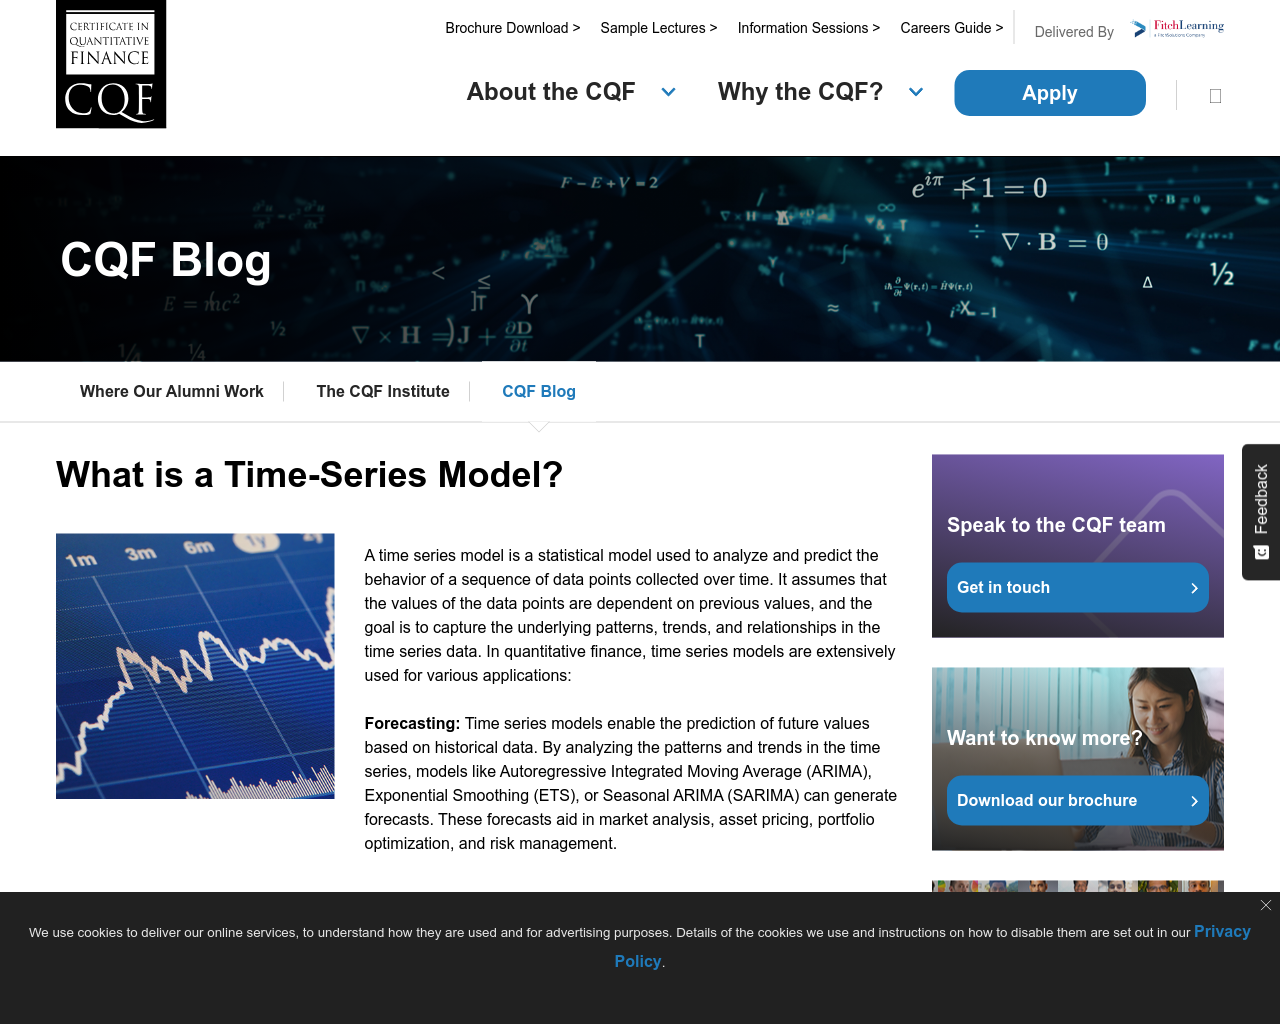 CERTIFICATE IN
QUANTITATIVE
FINANCE
CQF
Brochure Download >
Sample Lectures >
Information Sessions >
Careers Guide >
Delivered By
FitchLearning
About the CQF
Why the CQF?
Apply
F − E + V = 2
∇ · B = 0
½
CQF Blog
E = mc²
½
Where Our Alumni Work
The CQF Institute
CQF Blog
What is a Time-Series Model?
1m 3m 6m 1y
A time series model is a statistical model used to analyze and predict the
behavior of a sequence of data points collected over time. It assumes that
the values of the data points are dependent on previous values, and the
goal is to capture the underlying patterns, trends, and relationships in the
time series data. In quantitative finance, time series models are extensively
used for various applications:
Forecasting: Time series models enable the prediction of future values
based on historical data. By analyzing the patterns and trends in the time
series, models like Autoregressive Integrated Moving Average (ARIMA),
Exponential Smoothing (ETS), or Seasonal ARIMA (SARIMA) can generate
forecasts. These forecasts aid in market analysis, asset pricing, portfolio
optimization, and risk management.
Speak to the CQF team
Get in touch
Want to know more?
Download our brochure
Feedback
We use cookies to deliver our online services, to understand how they are used and for advertising purposes. Details of the cookies we use and instructions on how to disable them are set out in our Privacy
Policy.